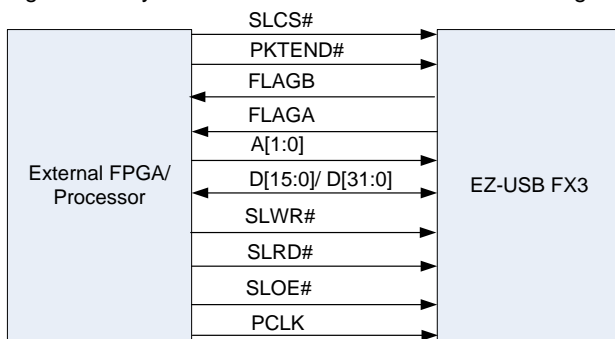 SLCS#
PKTEND#
FLAGB
FLAGA
A[1:0]
D[15:0]/ D[31:0]
SLWR#
SLRD#
SLOE#
PCLK
External FPGA/
Processor
EZ-USB FX3